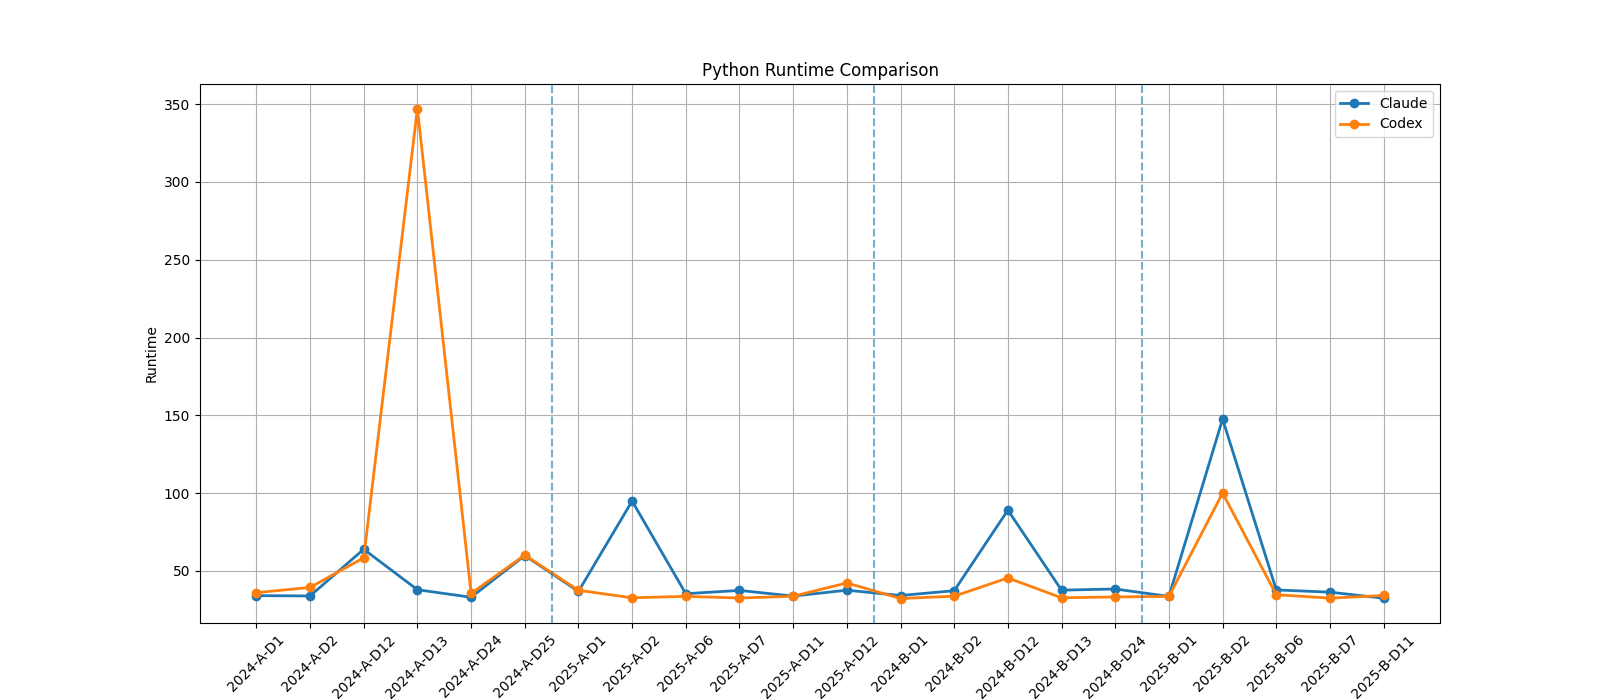 Python Runtime Comparison
Claude
Codex
Runtime
350
300
250
200
150
100
50
2024-A-D1
2024-A-D2
2024-A-D12
2024-A-D13
2024-A-D24
2024-A-D25
2025-A-D1
2025-A-D2
2025-A-D6
2025-A-D7
2025-A-D11
2025-A-D12
2024-B-D1
2024-B-D2
2024-B-D12
2024-B-D13
2024-B-D24
2025-B-D1
2025-B-D2
2025-B-D6
2025-B-D7
2025-B-D11